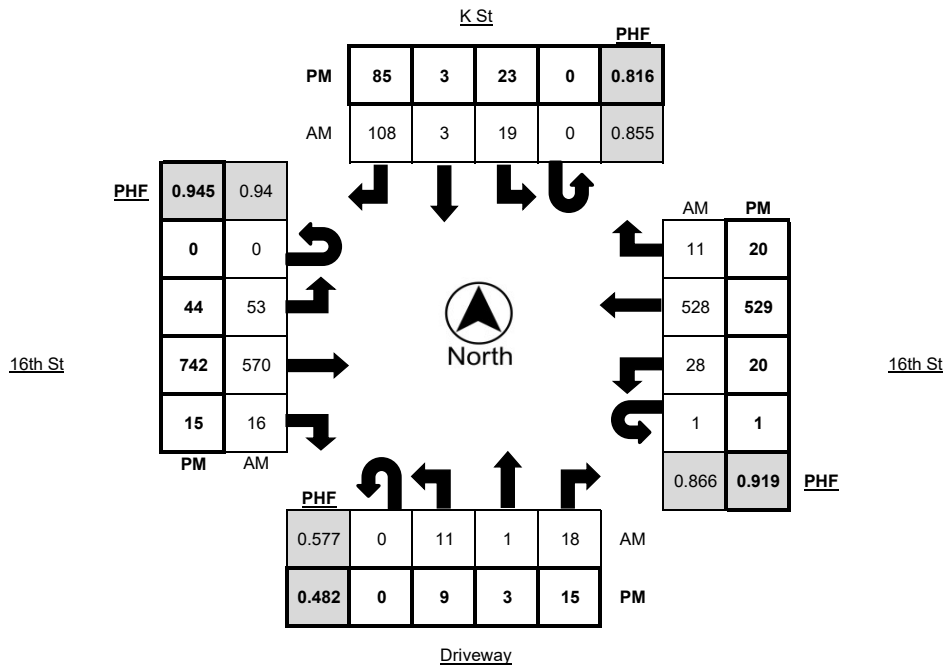 K St
PHF
PM 85 3 23 0 0.816
AM 108 3 19 0 0.855
PHF 0.945 0.94
0 0
44 53
742 570
15 16
PM AM
16th St
North
AM PM
11 20
528 529
28 20
1 1
0.866 0.919 PHF
16th St
PHF
0.577 0 11 1 18 AM
0.482 0 9 3 15 PM
Driveway